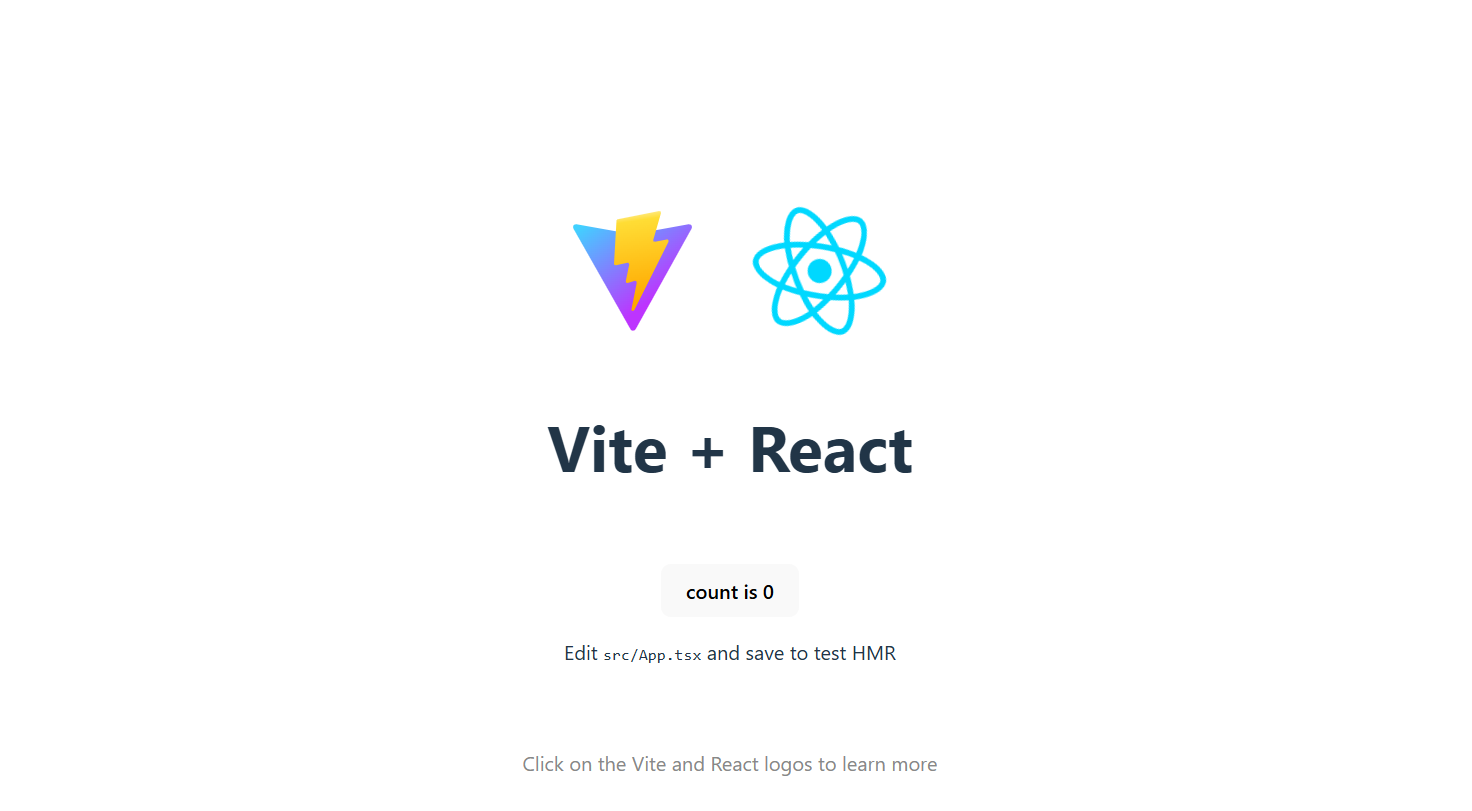 Vite + React
count is 0
Edit src/App.tsx and save to test HMR
Click on the Vite and React logos to learn more